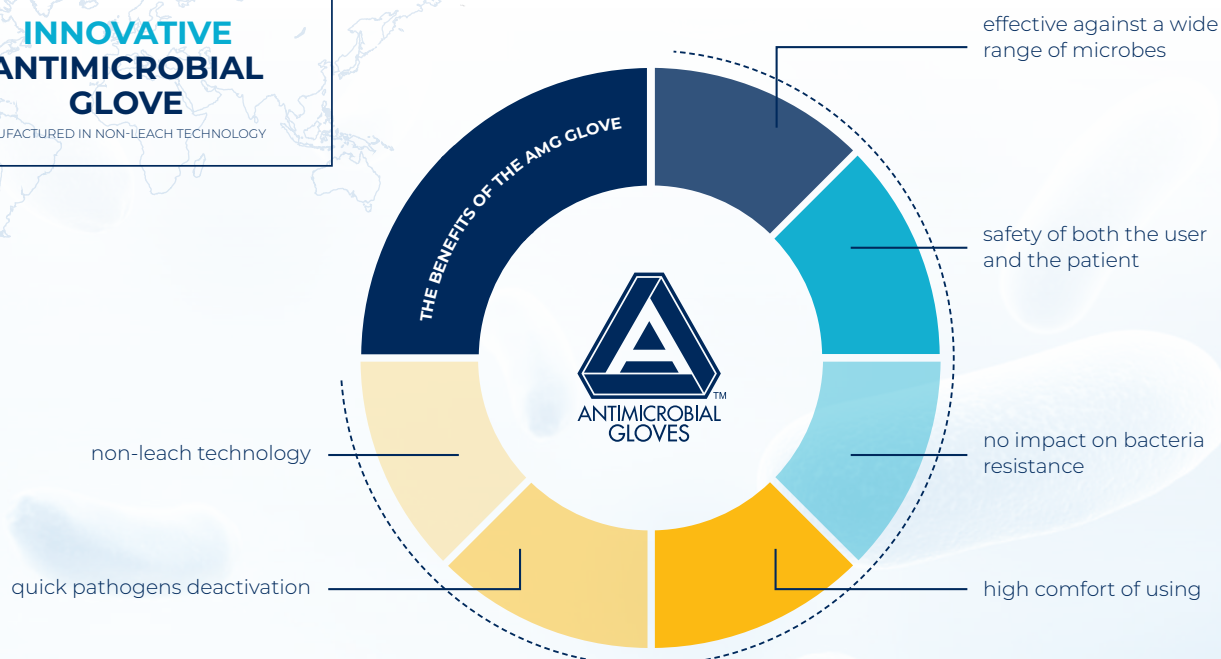 INNOVATIVE
ANTIMICROBIAL
GLOVE
UFACTURED IN NON-LEACH TECHNOLOGY
THE BENEFITS OF THE AMG GLOVE
effective against a wide
range of microbes
safety of both the user
and the patient
no impact on bacteria
resistance
high comfort of using
quick pathogens deactivation
non-leach technology
A
TM
ANTIMICROBIAL
GLOVES